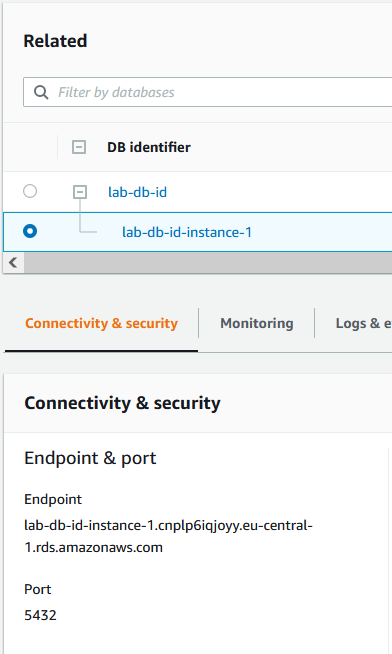 Related
Filter by databases
DB identifier
lab-db-id
lab-db-id-instance-1
Connectivity & security
Monitoring
Logs & e
Connectivity & security
Endpoint & port
Endpoint
lab-db-id-instance-1.cnplp6iqjoyy.eu-central-
1.rds.amazonaws.com
Port
5432